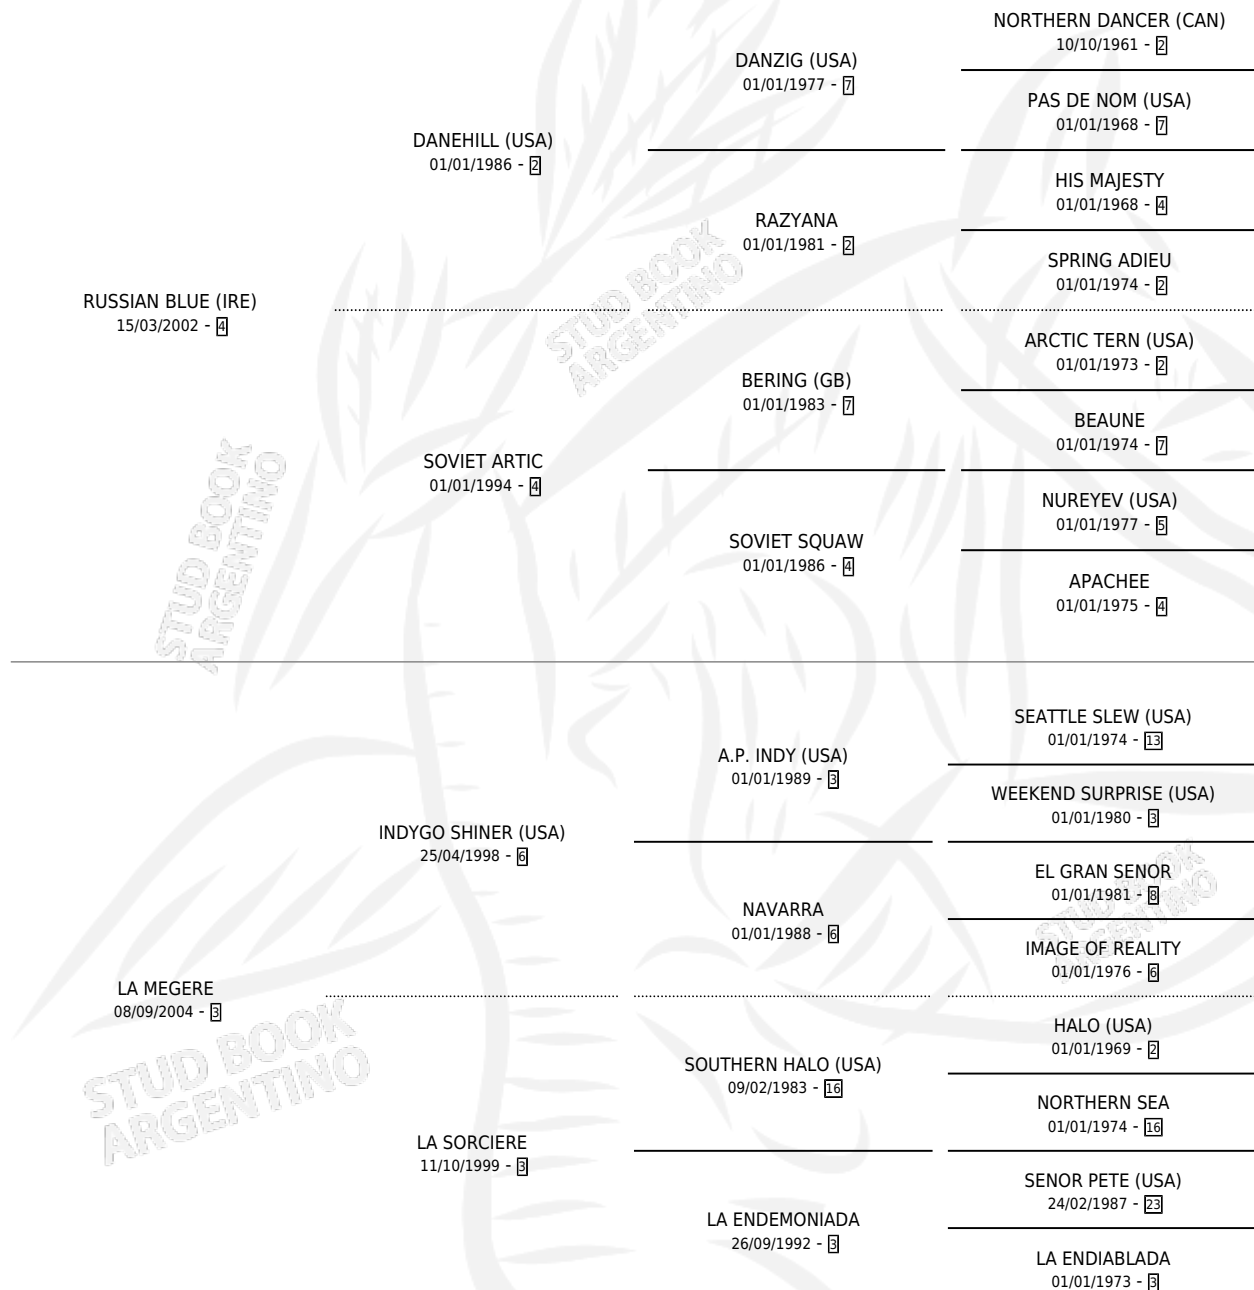 NORTHERN DANCER (CAN)
10/10/1961 - 2
DANZIG (USA)
01/01/1977 - 7
PAS DE NOM (USA)
01/01/1968 - 7
DANEHILL (USA)
01/01/1986 - 2
HIS MAJESTY
01/01/1968 - 4
RAZYANA
01/01/1981 - 2
SPRING ADIEU
01/01/1974 - 2
RUSSIAN BLUE (IRE)
15/03/2002 - 4
ARCTIC TERN (USA)
01/01/1973 - 2
BERING (GB)
01/01/1983 - 7
BEAUNE
01/01/1974 - 7
SOVIET ARTIC
01/01/1994 - 4
NUREYEV (USA)
01/01/1977 - 5
SOVIET SQUAW
01/01/1986 - 4
APACHEE
01/01/1975 - 4
SEATTLE SLEW (USA)
01/01/1974 - 13
A.P. INDY (USA)
01/01/1989 - 3
WEEKEND SURPRISE (USA)
01/01/1980 - 3
INDYGO SHINER (USA)
25/04/1998 - 6
EL GRAN SENOR
01/01/1981 - 8
NAVARRA
01/01/1988 - 6
IMAGE OF REALITY
01/01/1976 - 6
LA MEGERE
08/09/2004 - 3
HALO (USA)
01/01/1969 - 2
SOUTHERN HALO (USA)
09/02/1983 - 16
NORTHERN SEA
01/01/1974 - 16
LA SORCIERE
11/10/1999 - 3
SENOR PETE (USA)
24/02/1987 - 23
LA ENDEMONIADA
26/09/1992 - 3
LA ENDIABLADA
01/01/1973 - 3
STUD BOOK
ARGENTINO
STUD BOOK
ARGENTINO
STUD BOOK
ARGENTINO
STUD BOOK
ARGENTINO